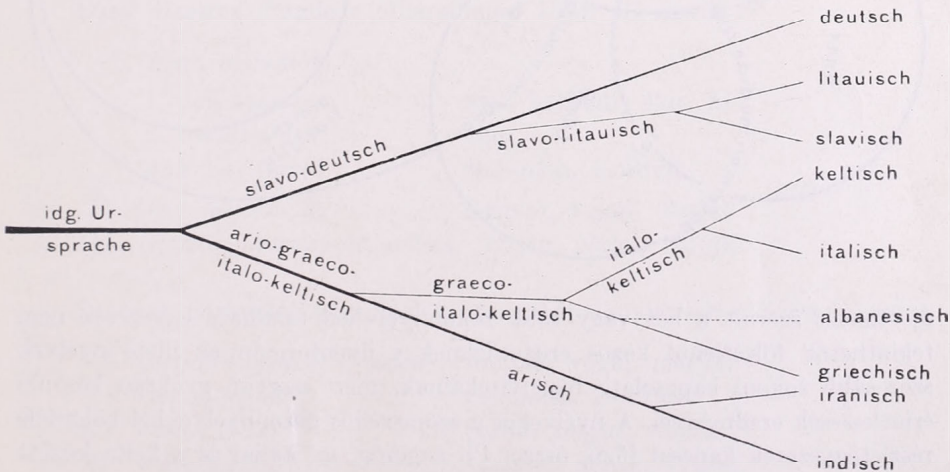 deutsch
litauisch
slavo-deutsch
slavo-litauisch
slavisch
keltisch
idg. Ur-
sprache
ario-graeco-
italo-keltisch
graeco-
italo-keltisch
italo-
keltisch
italisch
albanesisch
griechisch
arisch
iranisch
indisch